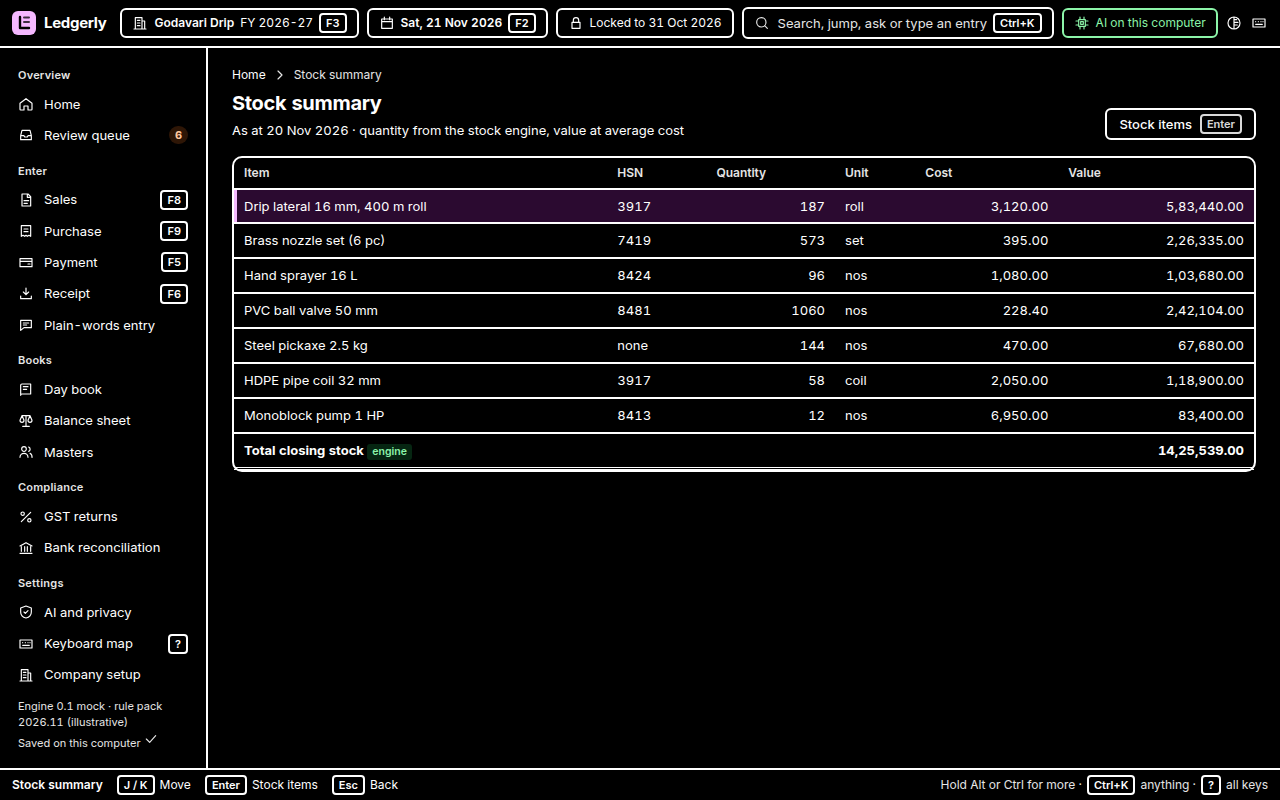 Ledgerly
Godavari Drip FY 2026-27 F3
Sat, 21 Nov 2026 F2
Locked to 31 Oct 2026
Search, jump, ask or type an entry Ctrl+K
AI on this computer
Overview
Home
Review queue 6
Enter
Sales F8
Purchase F9
Payment F5
Receipt F6
Plain-words entry
Books
Day book
Balance sheet
Masters
Compliance
GST returns
Bank reconciliation
Settings
AI and privacy
Keyboard map ?
Company setup
Engine 0.1 mock · rule pack
2026.11 (illustrative)
Saved on this computer
Home Stock summary
Stock summary
As at 20 Nov 2026 · quantity from the stock engine, value at average cost
Stock items Enter
Item HSN Quantity Unit Cost Value
Drip lateral 16 mm, 400 m roll 3917 187 roll 3,120.00 5,83,440.00
Brass nozzle set (6 pc) 7419 573 set 395.00 2,26,335.00
Hand sprayer 16 L 8424 96 nos 1,080.00 1,03,680.00
PVC ball valve 50 mm 8481 1060 nos 228.40 2,42,104.00
Steel pickaxe 2.5 kg none 144 nos 470.00 67,680.00
HDPE pipe coil 32 mm 3917 58 coil 2,050.00 1,18,900.00
Monoblock pump 1 HP 8413 12 nos 6,950.00 83,400.00
Total closing stock engine 14,25,539.00
Stock summary J / K Move Enter Stock items Esc Back
Hold Alt or Ctrl for more · Ctrl+K anything · ? all keys